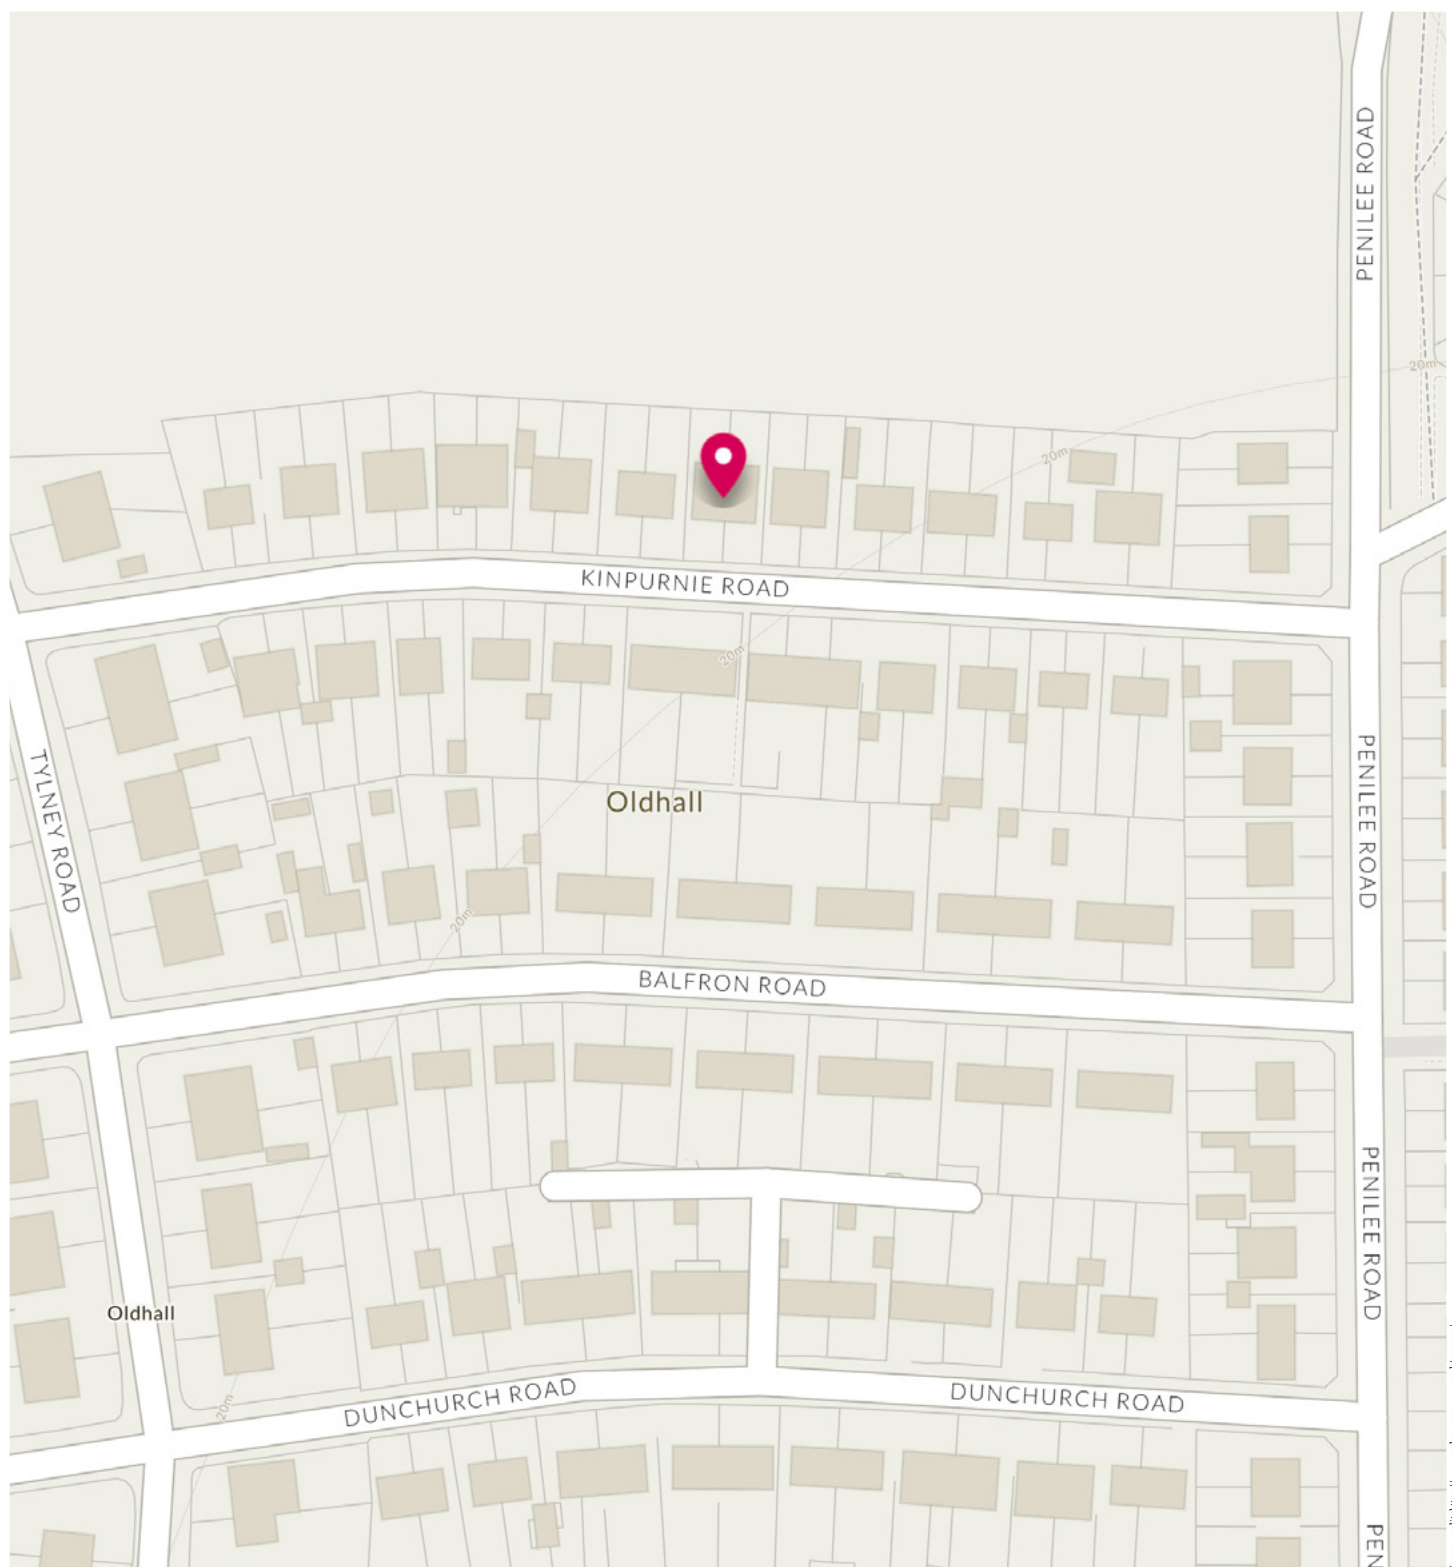 PENILEE ROAD
20m
20m
KINPURNIE ROAD
20m
TYLNEY ROAD
Oldhall
PENILEE ROAD
20m
BALFRON ROAD
PENILEE ROAD
Oldhall
DUNCHURCH ROAD
DUNCHURCH ROAD
20m
PEN